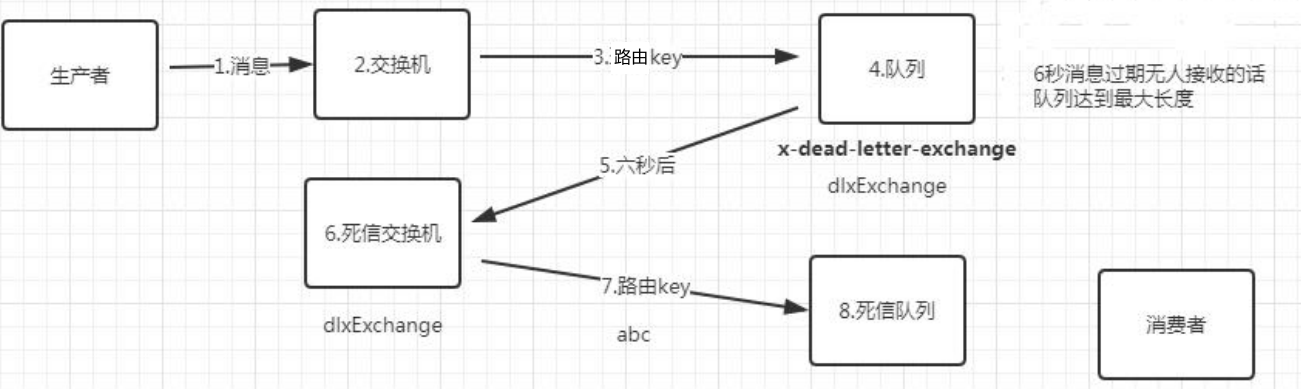 生产者
1.消息
2.交换机
3.路由key
4.队列
6秒消息过期无人接收的话
队列达到最大长度
x-dead-letter-exchange
dlxExchange
5.六秒后
6.死信交换机
dlxExchange
7.路由key
abc
8.死信队列
消费者